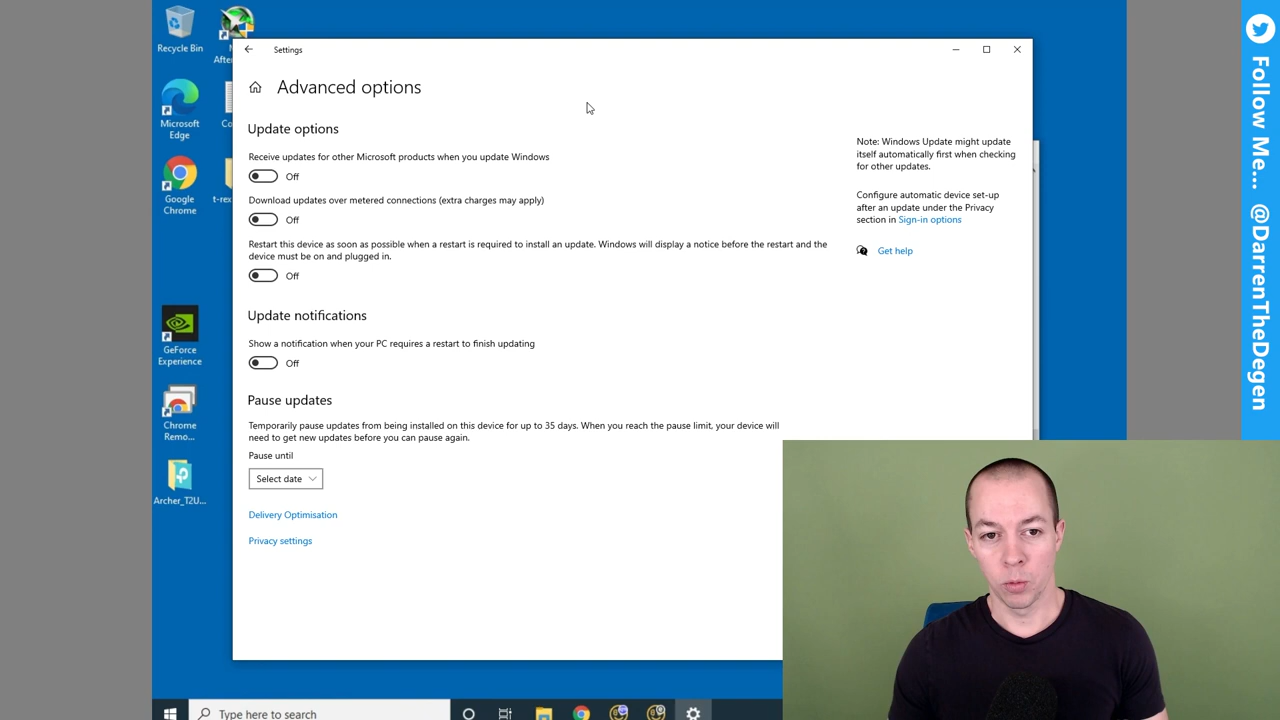 Recycle Bin
Settings
Microsoft
Edge
Google
Chrome
GeForce
Experience
Chrome
Remo...
Archer_T2U...
Advanced options
Update options
Receive updates for other Microsoft products when you update Windows
Off
Download updates over metered connections (extra charges may apply)
Off
Restart this device as soon as possible when a restart is required to install an update. Windows will display a notice before the restart and the
device must be on and plugged in.
Off
Update notifications
Show a notification when your PC requires a restart to finish updating
Off
Pause updates
Temporarily pause updates from being installed on this device for up to 35 days. When you reach the pause limit, your device will
need to get new updates before you can pause again.
Pause until
Select date
Delivery Optimisation
Privacy settings
Note: Windows Update might update
itself automatically first when checking
for other updates.
Configure automatic device set-up
after an update under the Privacy
section in Sign-in options
Get help
Type here to search
Follow Me... @DarrenTheDegen